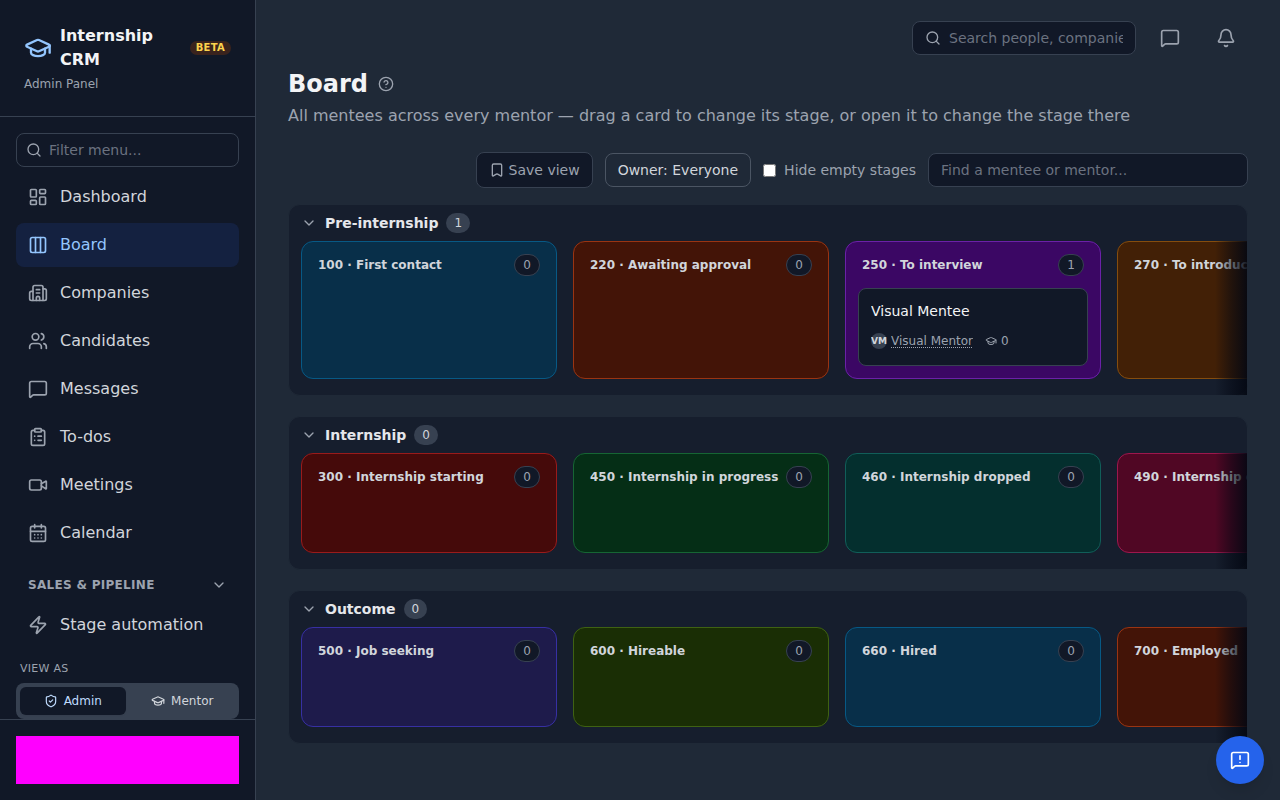 Internship CRM
BETA
Admin Panel
Filter menu...
Dashboard
Board
Companies
Candidates
Messages
To-dos
Meetings
Calendar
SALES & PIPELINE
Stage automation
VIEW AS
Admin
Mentor
Search people, companie
Board
All mentees across every mentor — drag a card to change its stage, or open it to change the stage there
Save view
Owner: Everyone
Hide empty stages
Find a mentee or mentor...
Pre-internship 1
100 · First contact 0
220 · Awaiting approval 0
250 · To interview 1
Visual Mentee
VM Visual Mentor 0
270 · To introduc
Internship 0
300 · Internship starting 0
450 · Internship in progress 0
460 · Internship dropped 0
490 · Internship
Outcome 0
500 · Job seeking 0
600 · Hireable 0
660 · Hired 0
700 · Employed